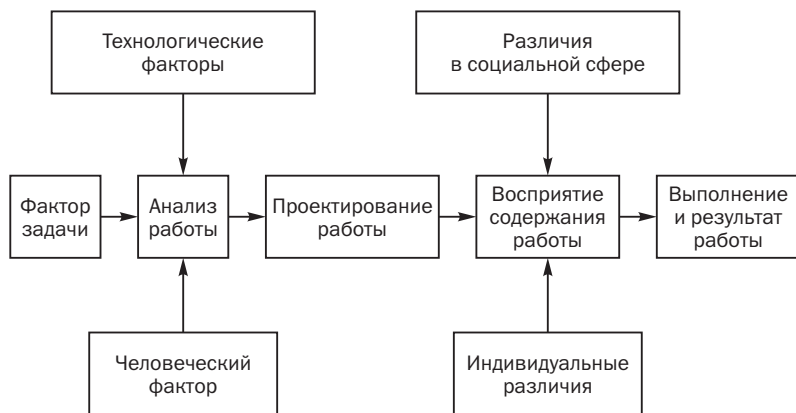 Технологические
факторы
Различия
в социальной сфере
Фактор
задачи
Анализ
работы
Проектирование
работы
Восприятие
содержания
работы
Выполнение
и результат
работы
Человеческий
фактор
Индивидуальные
различия